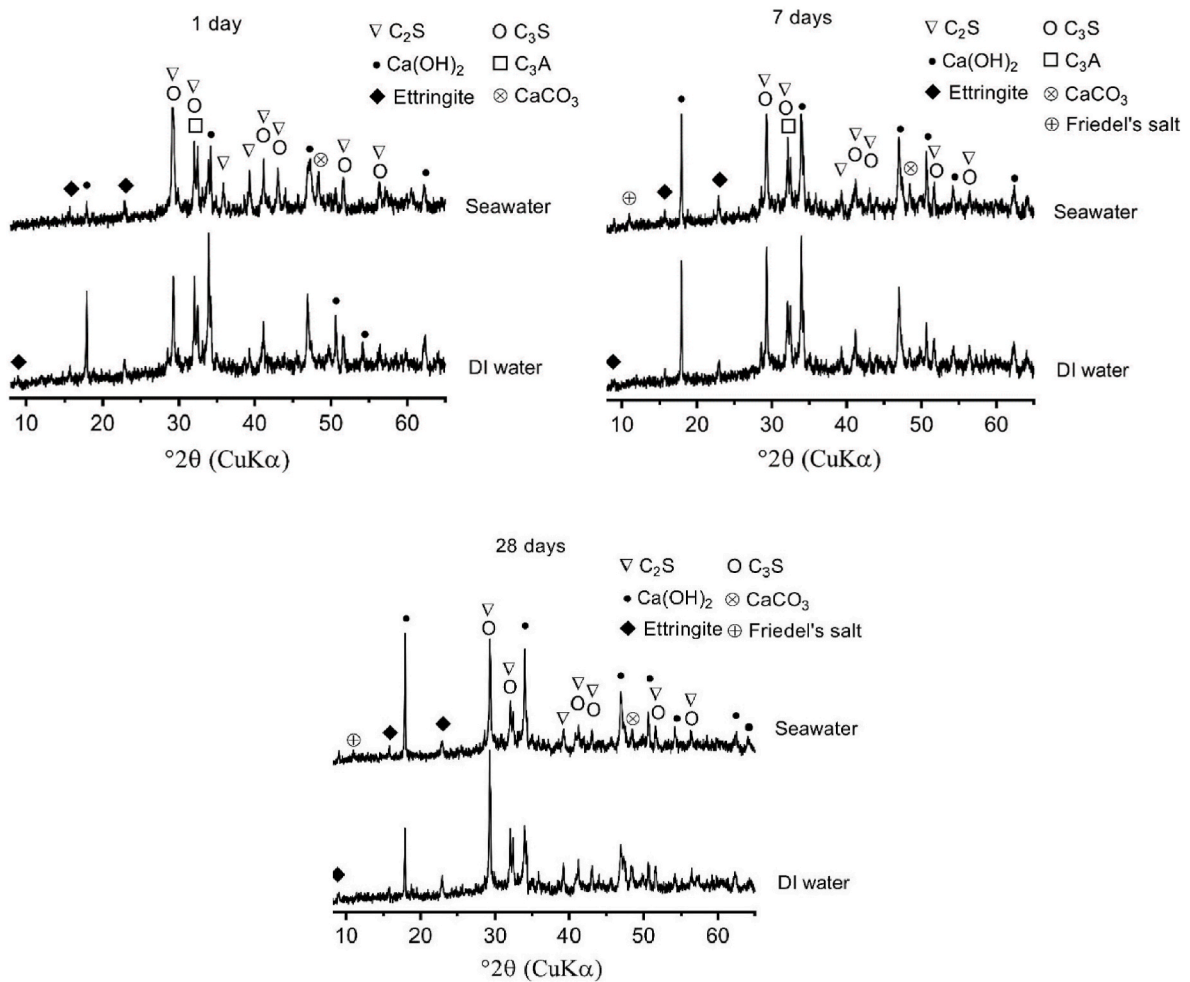 1 day
∇ C₂S O C₃S
• Ca(OH)₂ □ C₃A
◆ Ettringite ⊗ CaCO₃
Seawater
DI water
10 20 30 40 50 60
°2θ (CuKα)
7 days
∇ C₂S O C₃S
• Ca(OH)₂ □ C₃A
◆ Ettringite ⊗ CaCO₃
⊕ Friedel's salt
Seawater
DI water
10 20 30 40 50 60
°2θ (CuKα)
28 days
∇ C₂S O C₃S
• Ca(OH)₂ ⊗ CaCO₃
◆ Ettringite ⊕ Friedel's salt
Seawater
DI water
10 20 30 40 50 60
°2θ (CuKα)